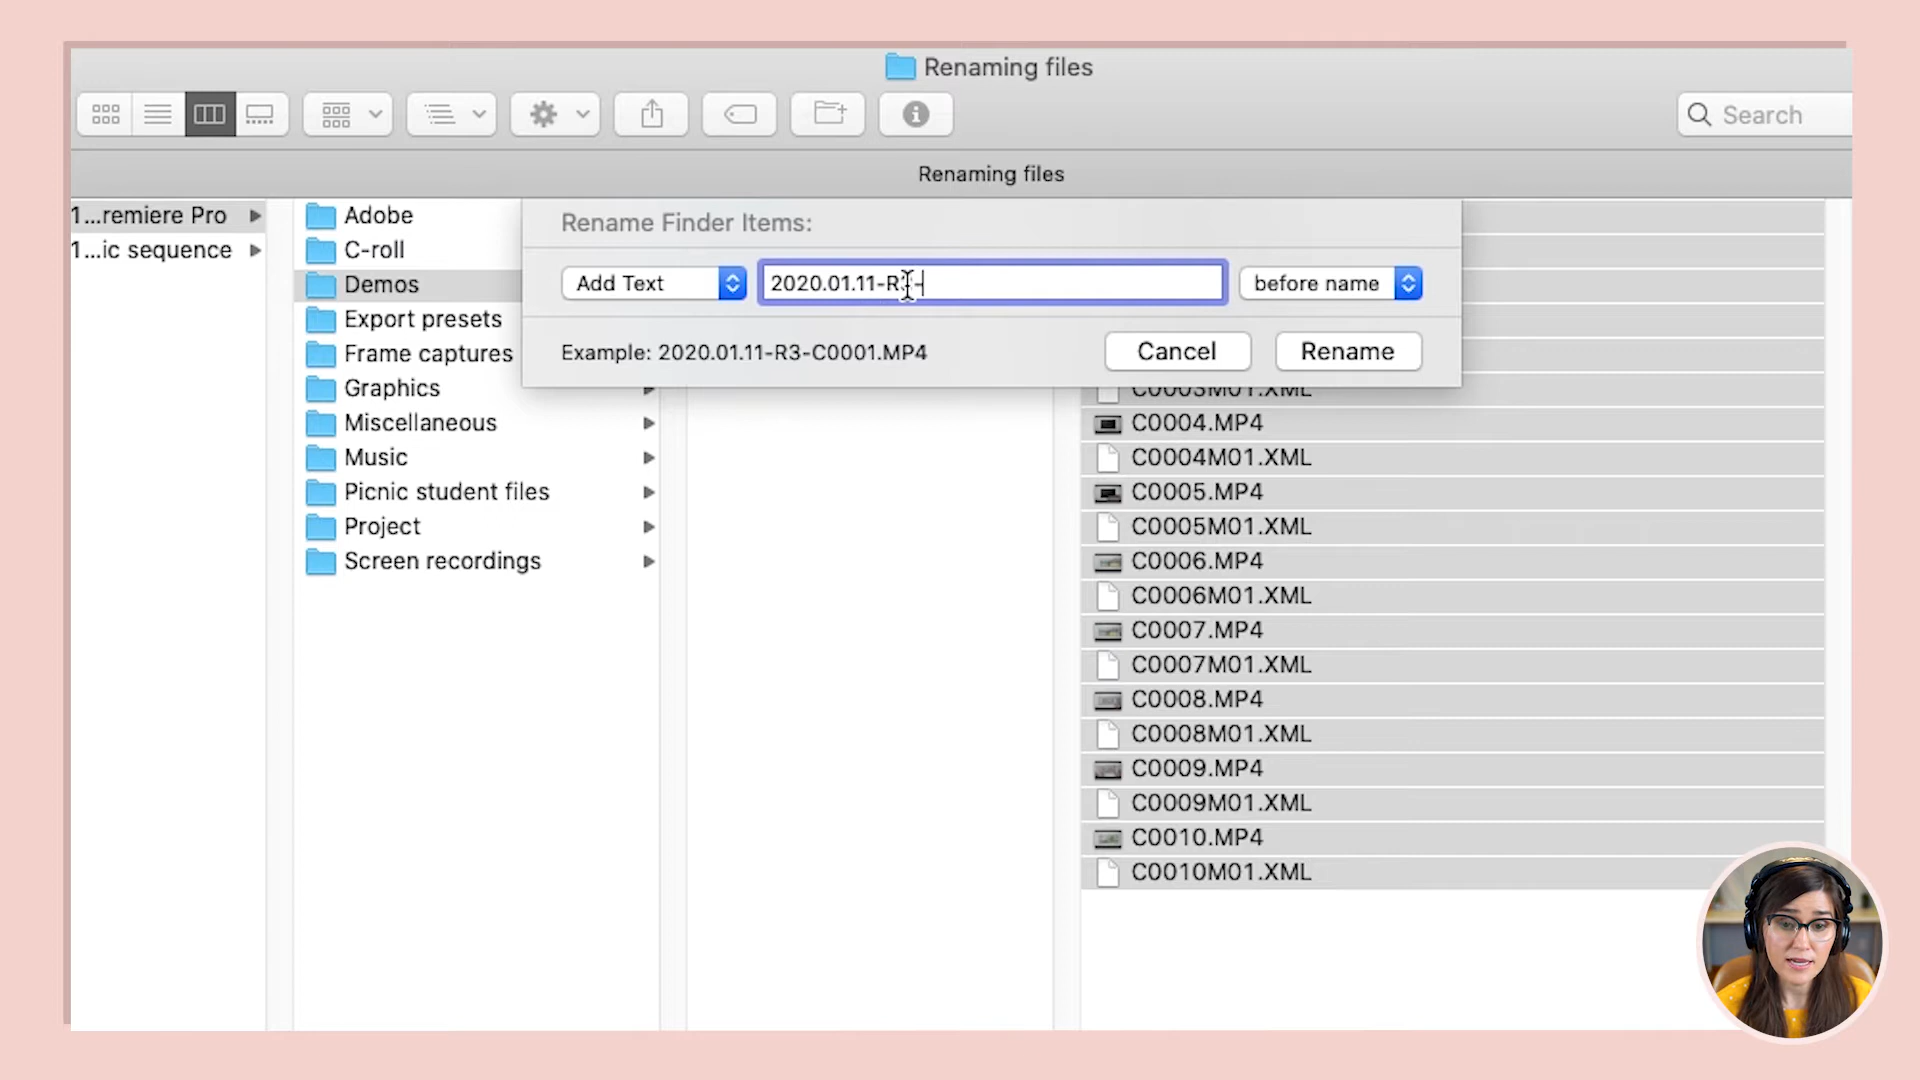 Renaming files
Search
Renaming files
1...remiere Pro
1...ic sequence
Adobe
C-roll
Demos
Export presets
Frame captures
Graphics
Miscellaneous
Music
Picnic student files
Project
Screen recordings
Rename Finder Items:
Add Text
2020.01.11-R3-
before name
Example: 2020.01.11-R3-C0001.MP4
Cancel
Rename
C0003M01.XML
C0004.MP4
C0004M01.XML
C0005.MP4
C0005M01.XML
C0006.MP4
C0006M01.XML
C0007.MP4
C0007M01.XML
C0008.MP4
C0008M01.XML
C0009.MP4
C0009M01.XML
C0010.MP4
C0010M01.XML